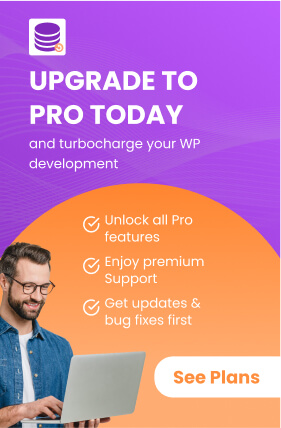 UPGRADE TO
PRO TODAY
and turbocharge your WP
development
Unlock all Pro
features
Enjoy premium
Support
Get updates &
bug fixes first
See Plans